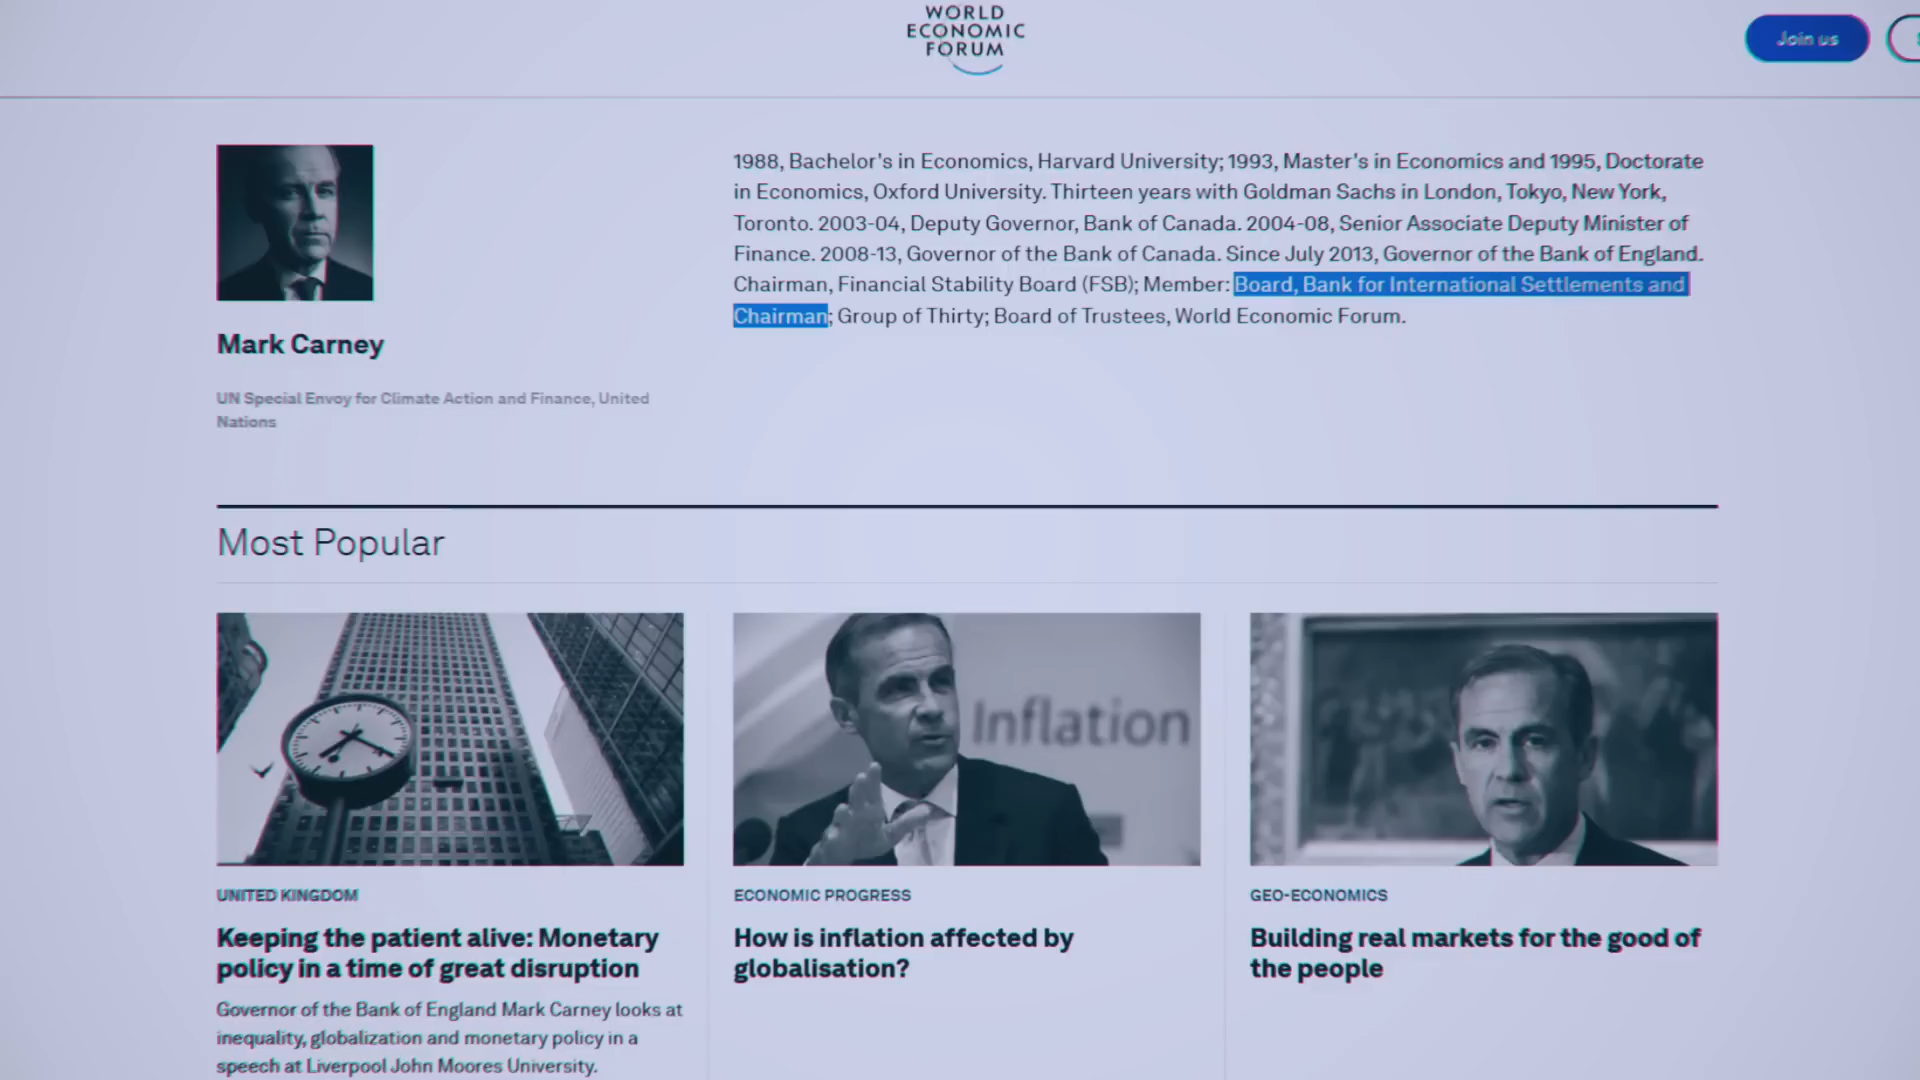 WORLD
ECONOMIC
FORUM
Join us
1988, Bachelor's in Economics, Harvard University; 1993, Master's in Economics and 1995, Doctorate
in Economics, Oxford University. Thirteen years with Goldman Sachs in London, Tokyo, New York,
Toronto. 2003-04, Deputy Governor, Bank of Canada. 2004-08, Senior Associate Deputy Minister of
Finance. 2008-13, Governor of the Bank of Canada. Since July 2013, Governor of the Bank of England.
Chairman, Financial Stability Board (FSB); Member: Board, Bank for International Settlements and
Chairman; Group of Thirty; Board of Trustees, World Economic Forum.
Mark Carney
UN Special Envoy for Climate Action and Finance, United
Nations
Most Popular
Inflation
UNITED KINGDOM
Keeping the patient alive: Monetary
policy in a time of great disruption
Governor of the Bank of England Mark Carney looks at
inequality, globalization and monetary policy in a
speech at Liverpool John Moores University.
ECONOMIC PROGRESS
How is inflation affected by
globalisation?
GEO-ECONOMICS
Building real markets for the good of
the people